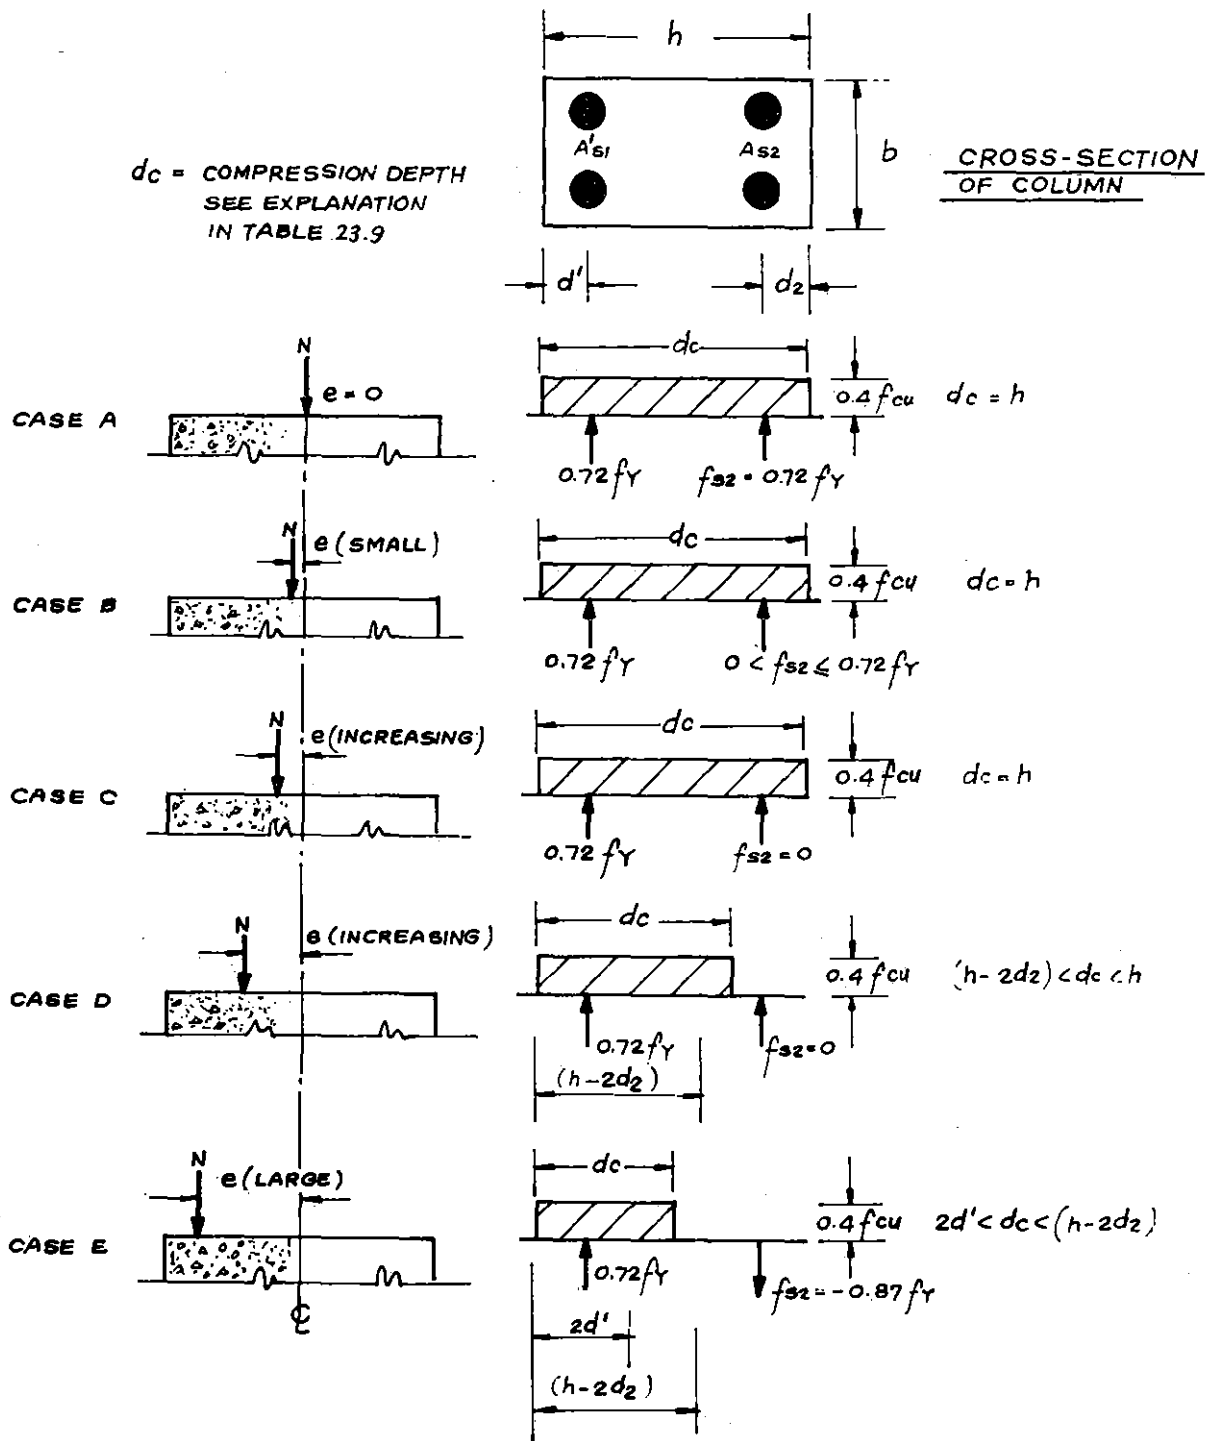 h
A's1
As2
b
CROSS-SECTION
OF COLUMN
dc = COMPRESSION DEPTH
SEE EXPLANATION
IN TABLE 23.9
d'
d2
CASE A
N
e = 0
dc
0.4 fcu
dc = h
0.72 fY
fs2 = 0.72 fY
CASE B
N
e (SMALL)
dc
0.4 fcu
dc = h
0.72 fY
0 < fs2 ≤ 0.72 fY
CASE C
N
e (INCREASING)
dc
0.4 fcu
dc = h
0.72 fY
fs2 = 0
CASE D
N
e (INCREASING)
dc
0.4 fcu
(h-2d2) < dc < h
0.72 fY
fs2 = 0
(h-2d2)
CASE E
N
e (LARGE)
dc
0.4 fcu
2d' < dc < (h-2d2)
0.72 fY
fs2 = -0.87 fY
℄
2d'
(h-2d2)